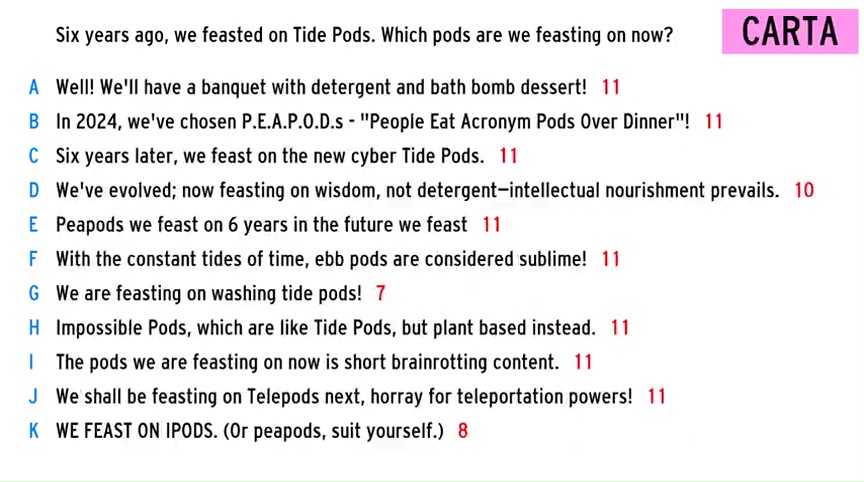 Six years ago, we feasted on Tide Pods. Which pods are we feasting on now?
CARTA
A Well! We'll have a banquet with detergent and bath bomb dessert! 11
B In 2024, we've chosen P.E.A.P.O.D.s - "People Eat Acronym Pods Over Dinner"! 11
C Six years later, we feast on the new cyber Tide Pods. 11
D We've evolved; now feasting on wisdom, not detergent—intellectual nourishment prevails. 10
E Peapods we feast on 6 years in the future we feast 11
F With the constant tides of time, ebb pods are considered sublime! 11
G We are feasting on washing tide pods! 7
H Impossible Pods, which are like Tide Pods, but plant based instead. 11
I The pods we are feasting on now is short brainrotting content. 11
J We shall be feasting on Telepods next, horray for teleportation powers! 11
K WE FEAST ON IPODS. (Or peapods, suit yourself.) 8